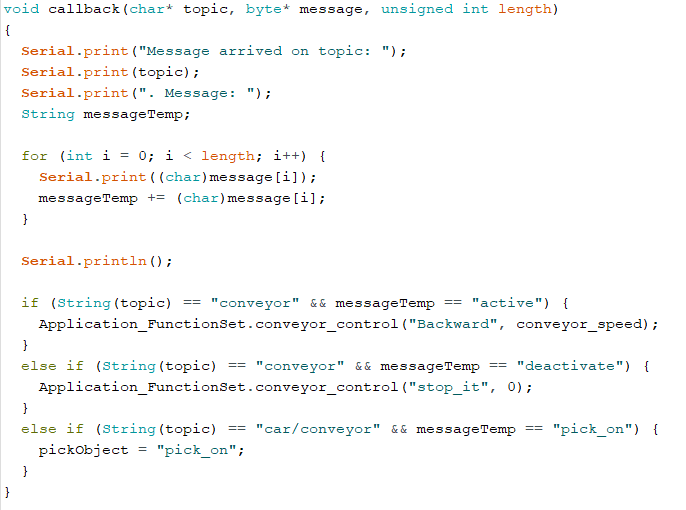 void callback(char* topic, byte* message, unsigned int length)
{
  Serial.print("Message arrived on topic: ");
  Serial.print(topic);
  Serial.print(". Message: ");
  String messageTemp;

  for (int i = 0; i < length; i++) {
    Serial.print((char)message[i]);
    messageTemp += (char)message[i];
  }

  Serial.println();

  if (String(topic) == "conveyor" && messageTemp == "active") {
    Application_FunctionSet.conveyor_control("Backward", conveyor_speed);
  }
  else if (String(topic) == "conveyor" && messageTemp == "deactivate") {
    Application_FunctionSet.conveyor_control("stop_it", 0);
  }
  else if (String(topic) == "car/conveyor" && messageTemp == "pick_on") {
    pickObject = "pick_on";
  }
}